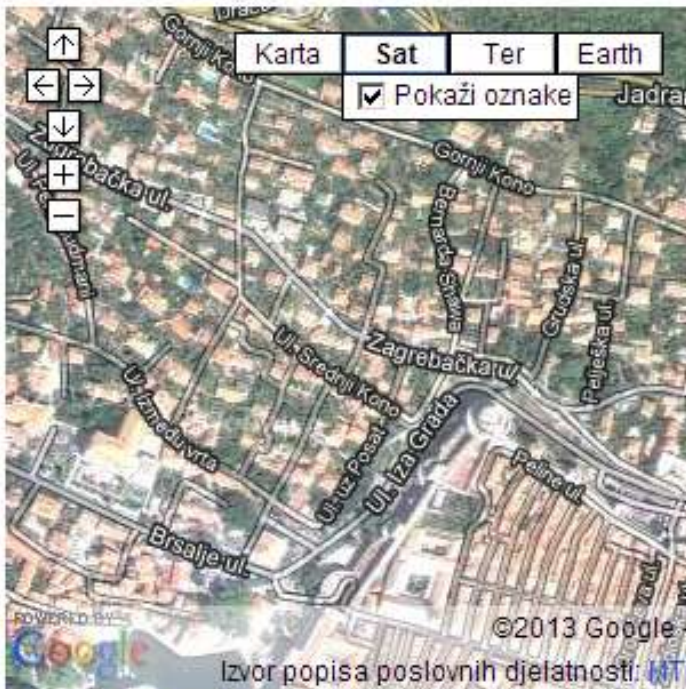 Gornji Kono
Karta
Sat
Ter
Earth
Pokaži oznake
Jadra
Zagrebačka ul.
Gornji Kono
Bernarda Shawa
Grudska ul.
Pelješka ul.
Ul. Srednji Kono
Zagrebačka ul.
Ul. Između vrta
Ul. uz Posat
Ul. Iza Grada
Peline ul.
Brsalje ul.
POWERED BY
Google
©2013 Google -
Izvor popisa poslovnih djelatnosti: HT